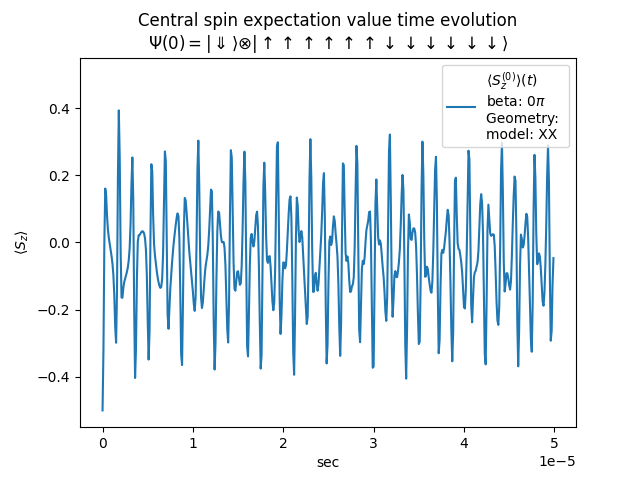 Central spin expectation value time evolution
Ψ(0) = | ⇓ ⟩⊗| ↑ ↑ ↑ ↑ ↑ ↑ ↓ ↓ ↓ ↓ ↓ ↓⟩
⟨S_z^{(0)}⟩(t)
beta: 0π
Geometry:
model: XX
0.4
0.2
0.0
−0.2
−0.4
⟨S_z⟩
0 1 2 3 4 5
1e−5
sec